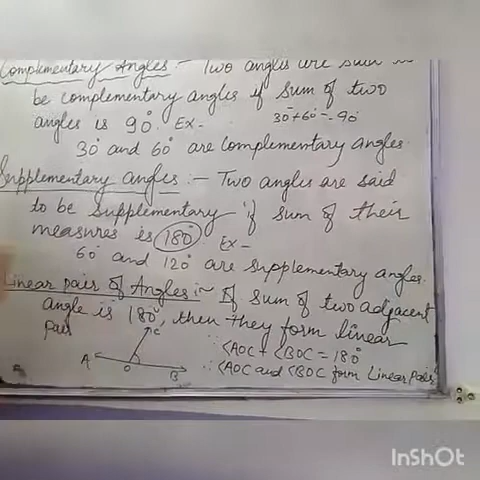 Complementary Angles :- Two angles are said to
be complementary angles if sum of two
angles is 90°. Ex- 30°+60°=90°
30° and 60° are complementary angles.
Supplementary angles :- Two angles are said
to be supplementary if sum of their
measures is 180° Ex-
60° and 120° are supplementary angles.
Linear pair of Angles :~ If sum of two adjacent
angle is 180°, then they form linear
pair
C
A O B
∵ <AOC + <BOC = 180°
∴ <AOC and <BOC form Linear Pair
InShOt